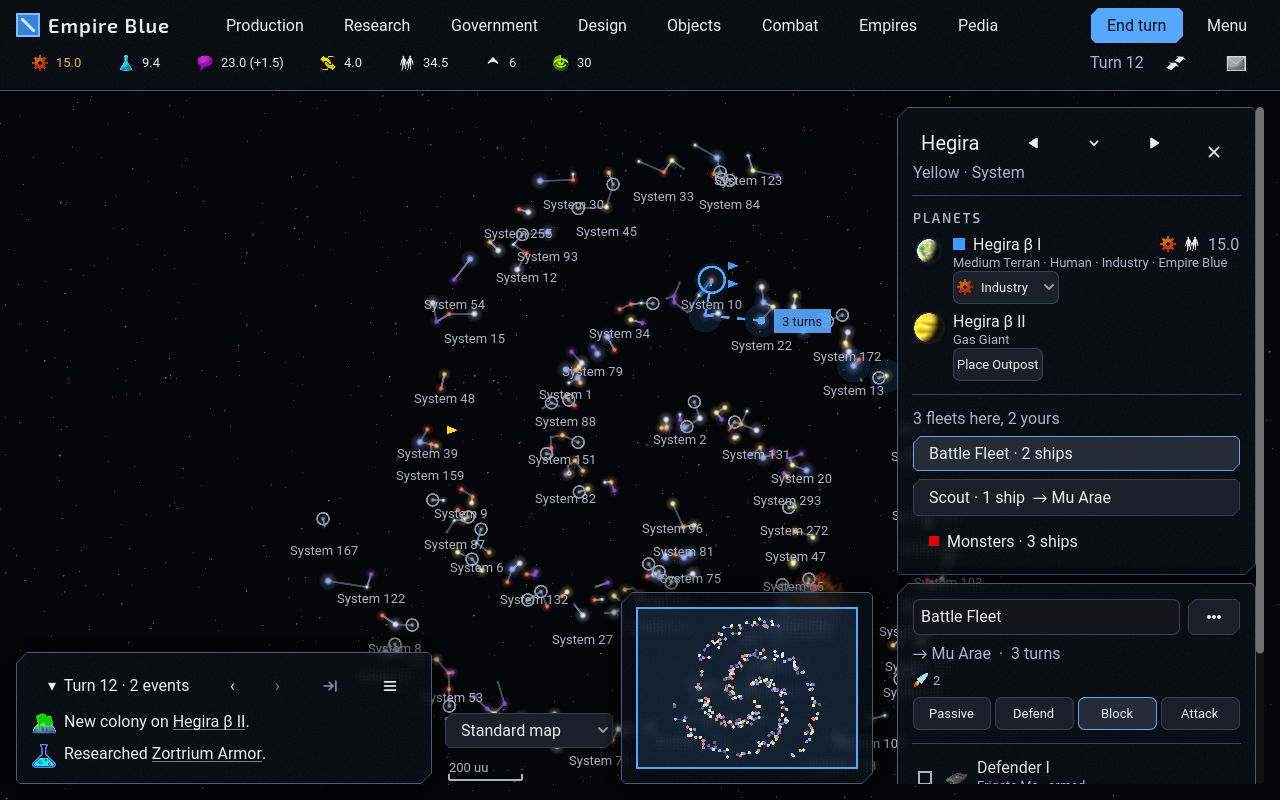 Empire Blue
Production Research Government Design Objects Combat Empires Pedia End turn Menu
15.0 9.4 23.0 (+1.5) 4.0 34.5 6 30 Turn 12
System 123
System 30
System 33
System 84
System 255
System 45
System 93
System 12
System 54
System 10
System 15
System 34
3 turns
System 22
System 172
System 79
System 13
System 1
System 48
System 88
System 2
System 39
System 151
System 131
System 159
System 20
System 82
System 293
System 9
System 96
System 272
System 87
System 167
System 81
System 47
System 6
System 75
System 122
System 132
System 27
System 8
Hegira
Yellow · System
PLANETS
Hegira β I 15.0
Medium Terran · Human · Industry · Empire Blue
Industry
Hegira β II
Gas Giant
Place Outpost
3 fleets here, 2 yours
Battle Fleet · 2 ships
Scout · 1 ship → Mu Arae
Monsters · 3 ships
System 103
Battle Fleet
→ Mu Arae · 3 turns
2
Passive Defend Block Attack
Defender I
Turn 12 · 2 events
New colony on Hegira β II.
Researched Zortrium Armor.
Standard map
200 uu